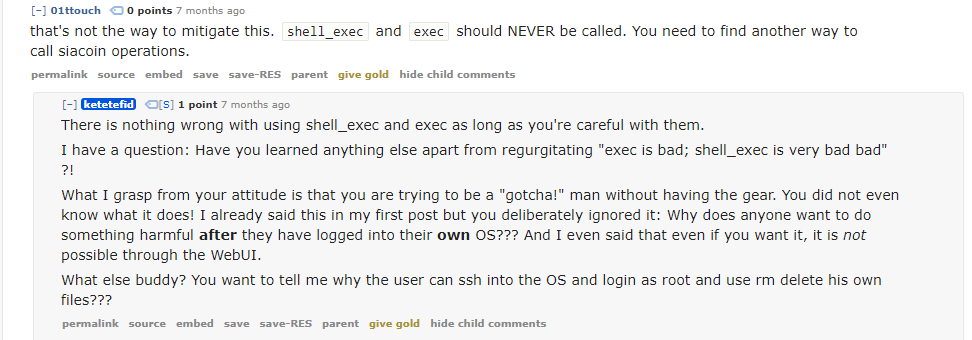 [-] 01ttouch 0 points 7 months ago
that's not the way to mitigate this. shell_exec and exec should NEVER be called. You need to find another way to
call siacoin operations.
permalink source embed save save-RES parent give gold hide child comments
[-] ketetefid [S] 1 point 7 months ago
There is nothing wrong with using shell_exec and exec as long as you're careful with them.
I have a question: Have you learned anything else apart from regurgitating "exec is bad; shell_exec is very bad bad"
?!
What I grasp from your attitude is that you are trying to be a "gotcha!" man without having the gear. You did not even
know what it does! I already said this in my first post but you deliberately ignored it: Why does anyone want to do
something harmful after they have logged into their own OS??? And I even said that even if you want it, it is not
possible through the WebUI.
What else buddy? You want to tell me why the user can ssh into the OS and login as root and use rm delete his own
files???
permalink source embed save save-RES parent give gold hide child comments